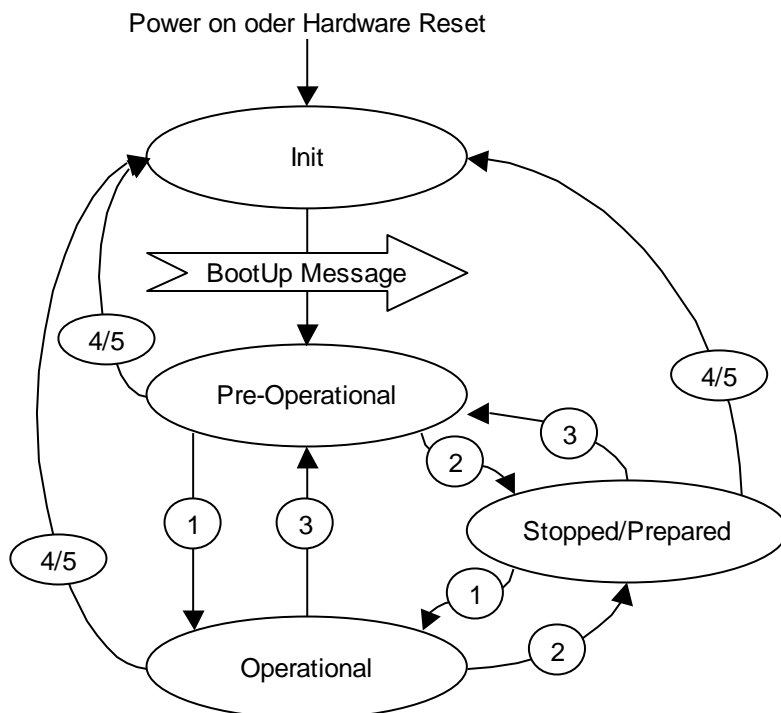 Power on oder Hardware Reset
Init
BootUp Message
4/5
4/5
Pre-Operational
3
2
1
3
Stopped/Prepared
4/5
1
2
Operational